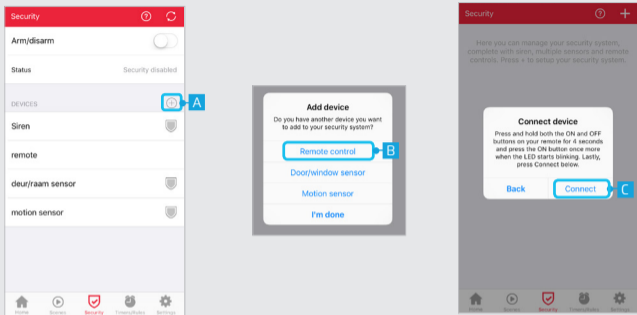 Security
Arm/disarm
Status
Security disabled
DEVICES
A
Siren
remote
deur/raam sensor
motion sensor
Home
Scenes
Security
Timers/Rules
Settings
Add device
Do you have another device you want
to add to your security system?
Remote control
B
Door/window sensor
Motion sensor
I'm done
Security
Here you can manage your security system,
complete with siren, multiple sensors and remote
controls. Press + to setup your security system.
Connect device
Press and hold both the ON and OFF
buttons on your remote for 4 seconds
and press the ON button once more
when the LED starts blinking. Lastly,
press Connect below.
Back
Connect
C
Home
Scenes
Security
Timers/Rules
Settings